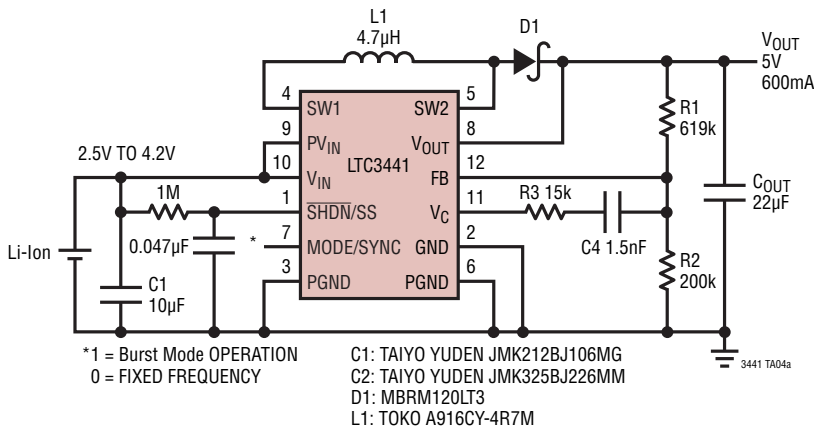 L1
4.7µH
D1
VOUT
5V
600mA
4
SW1
SW2
5
9
PVIN
VOUT
8
R1
619k
2.5V TO 4.2V
10
VIN
LTC3441
FB
12
1M
1
SHDN/SS
VC
11
R3 15k
COUT
22µF
Li-Ion
0.047µF
*
7
MODE/SYNC
GND
2
C4 1.5nF
R2
200k
C1
10µF
3
PGND
PGND
6
*1 = Burst Mode OPERATION
0 = FIXED FREQUENCY
C1: TAIYO YUDEN JMK212BJ106MG
C2: TAIYO YUDEN JMK325BJ226MM
D1: MBRM120LT3
L1: TOKO A916CY-4R7M
3441 TA04a